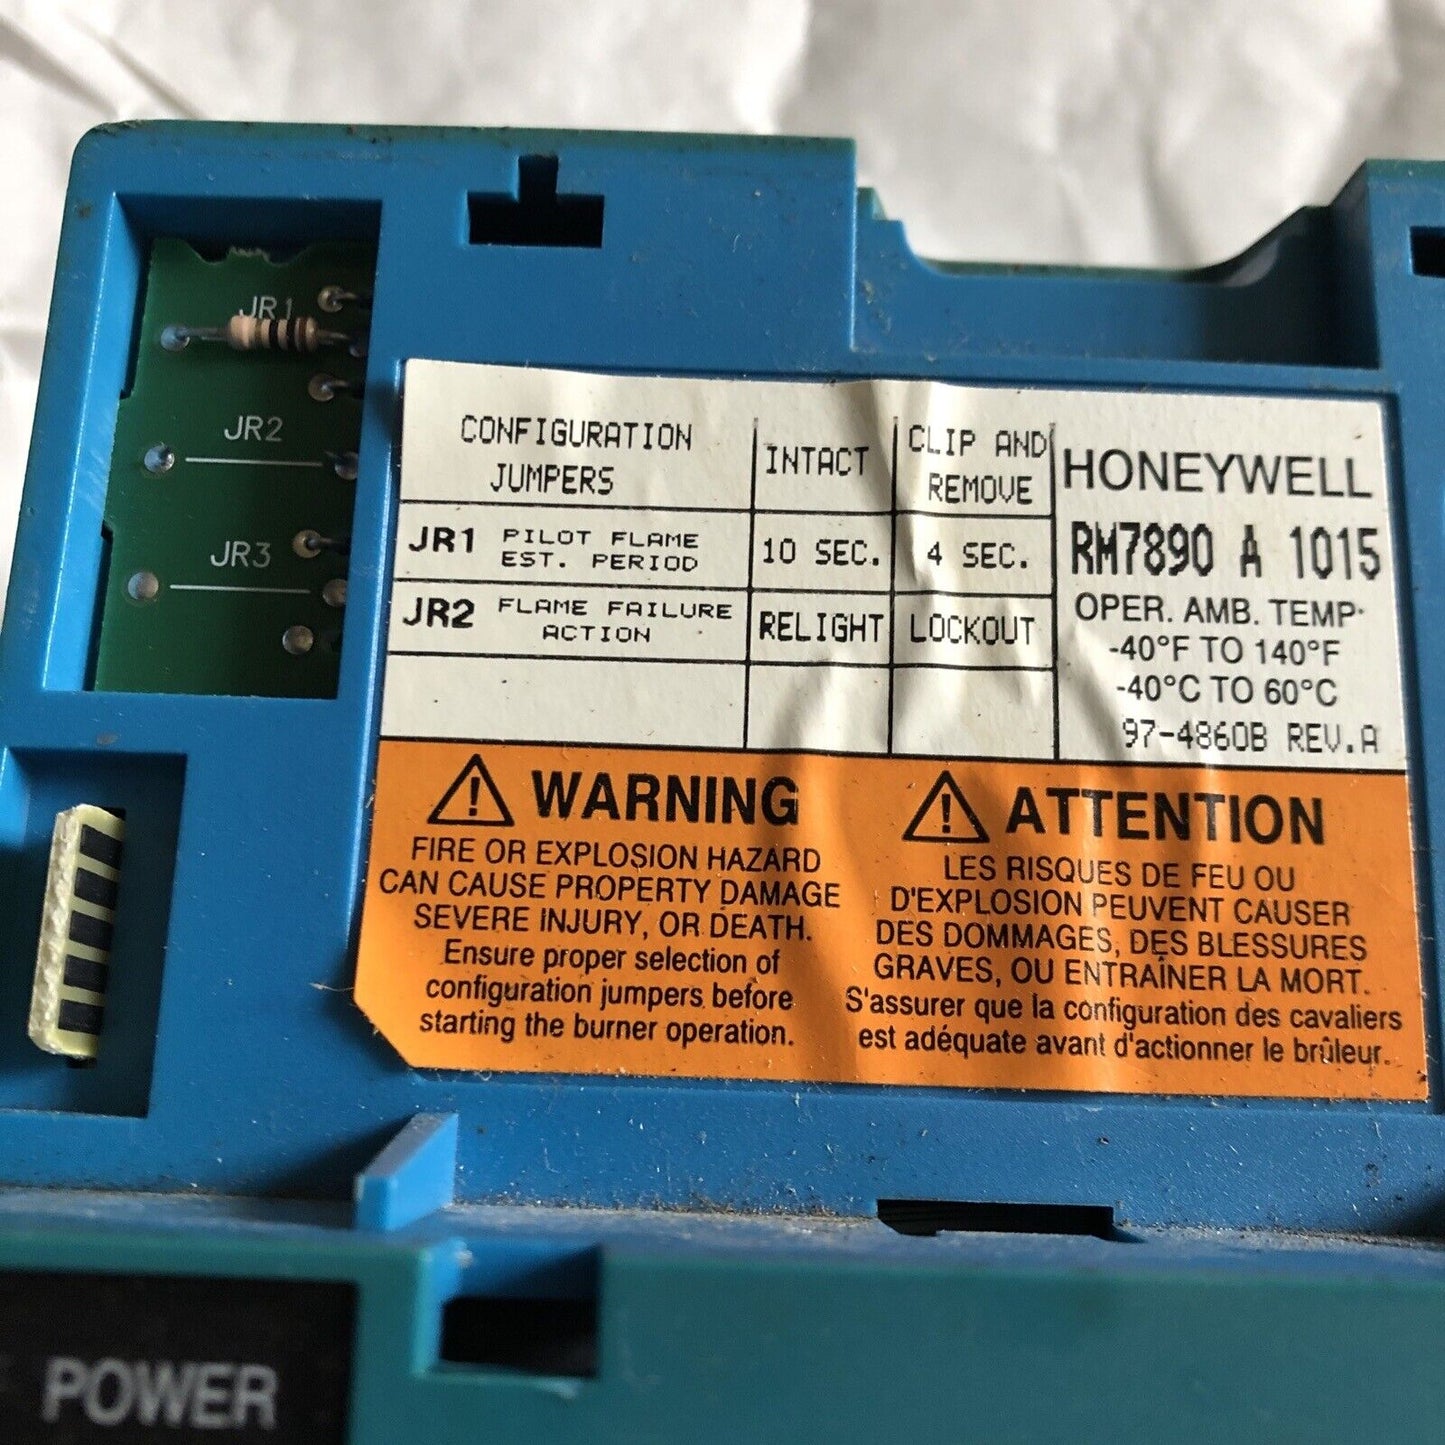 JR1
JR2
JR3
CONFIGURATION
JUMPERS
INTACT
CLIP AND
REMOVE
JR1 PILOT FLAME
EST. PERIOD
10 SEC.
4 SEC.
JR2 FLAME FAILURE
ACTION
RELIGHT
LOCKOUT
HONEYWELL
RM7890 A 1015
OPER. AMB. TEMP.
-40°F TO 140°F
-40°C TO 60°C
97-4860B REV.A
WARNING
FIRE OR EXPLOSION HAZARD
CAN CAUSE PROPERTY DAMAGE
SEVERE INJURY, OR DEATH.
Ensure proper selection of
configuration jumpers before
starting the burner operation.
ATTENTION
LES RISQUES DE FEU OU
D'EXPLOSION PEUVENT CAUSER
DES DOMMAGES, DES BLESSURES
GRAVES, OU ENTRAÎNER LA MORT.
S'assurer que la configuration des cavaliers
est adéquate avant d'actionner le brûleur.
POWER